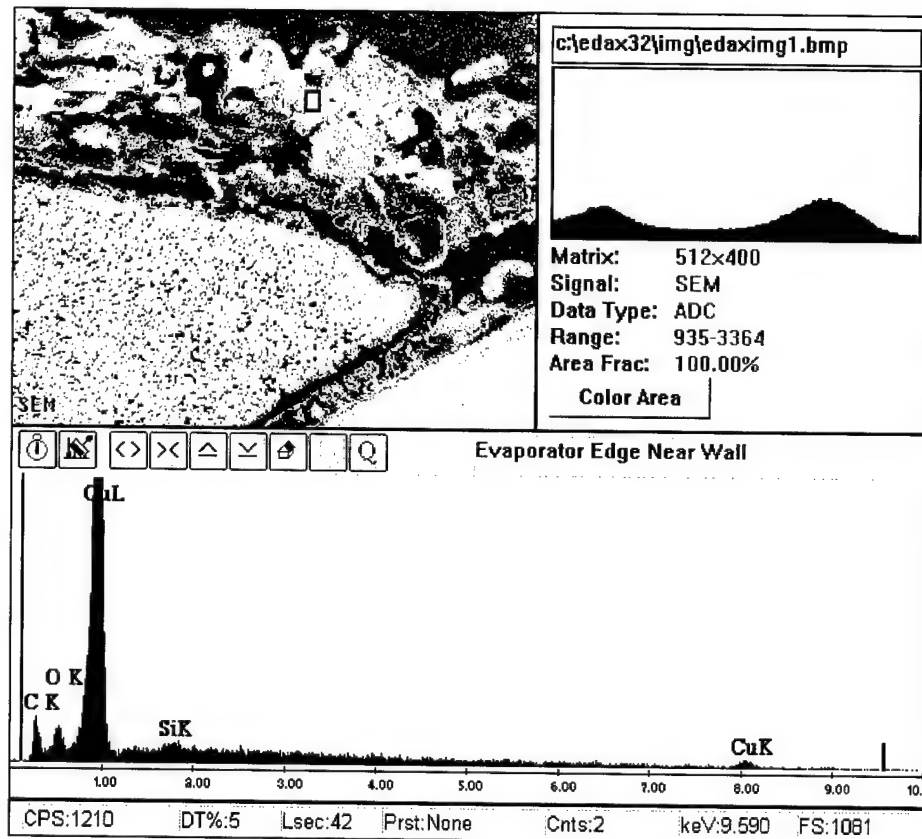 c:\edax32\img\edaximg1.bmp
Matrix: 512×400
Signal: SEM
Data Type: ADC
Range: 935-3364
Area Frac: 100.00%
Color Area
SEM
Q
Evaporator Edge Near Wall
CuL
O K
C K
SiK
CuK
1.00 2.00 3.00 4.00 5.00 6.00 7.00 8.00 9.00 10.
CPS:1210 DT%:5 Lsec:42 Prst:None Cnts:2 keV:9.590 FS:1081